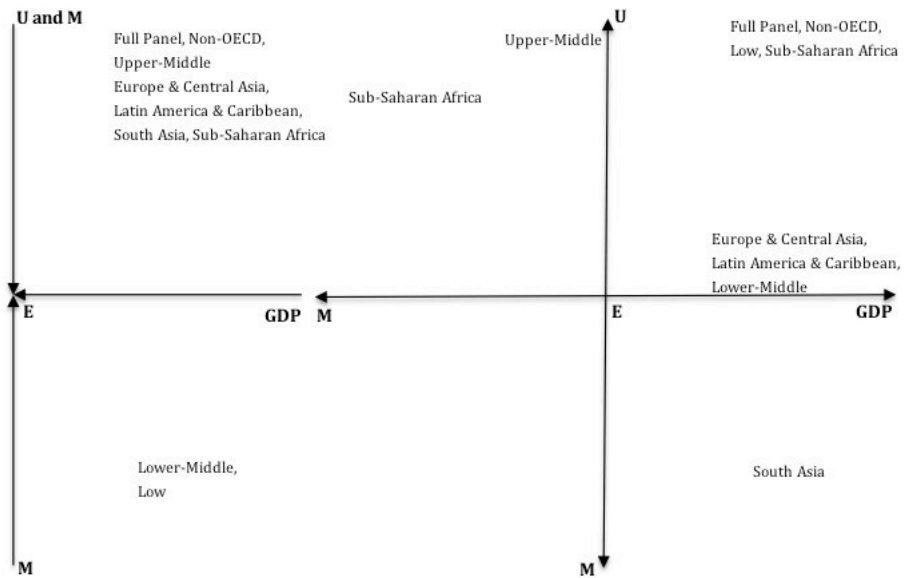 U and M
Full Panel, Non-OECD,
Upper-Middle
Europe & Central Asia,
Latin America & Caribbean,
South Asia, Sub-Saharan Africa
E
GDP
Lower-Middle,
Low
M
U
Upper-Middle
Sub-Saharan Africa
Full Panel, Non-OECD,
Low, Sub-Saharan Africa
Europe & Central Asia,
Latin America & Caribbean,
Lower-Middle
M
E
GDP
South Asia
M